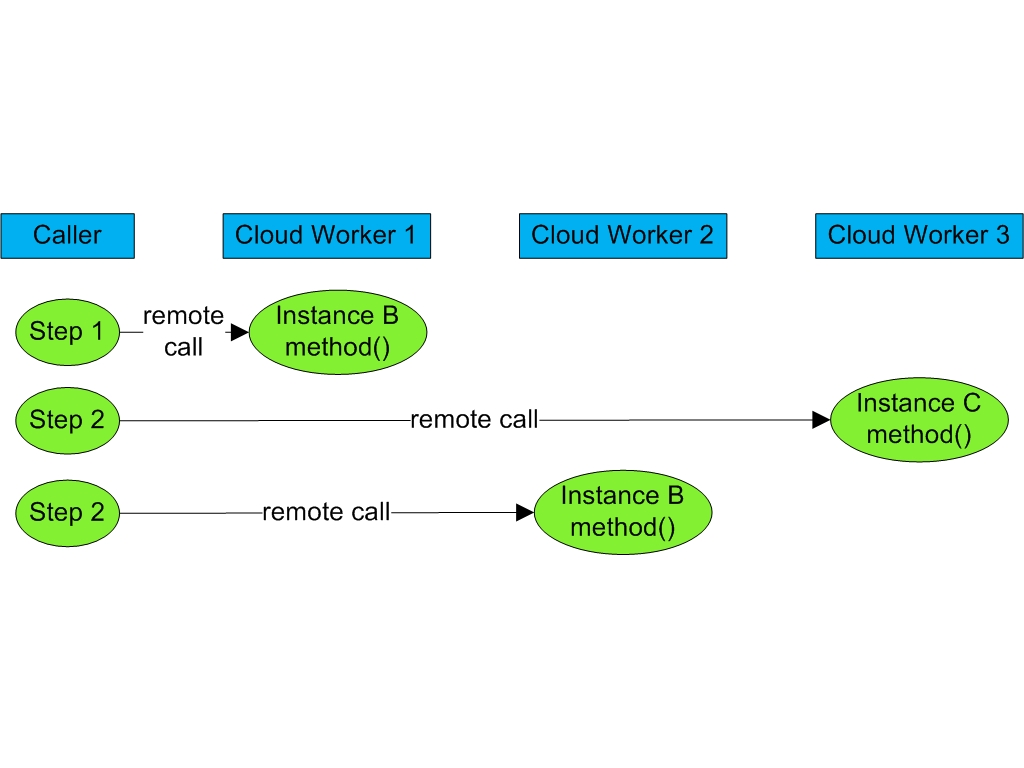 Caller
Cloud Worker 1
Cloud Worker 2
Cloud Worker 3
Step 1
remote
call
Instance B
method()
Step 2
remote call
Instance C
method()
Step 2
remote call
Instance B
method()